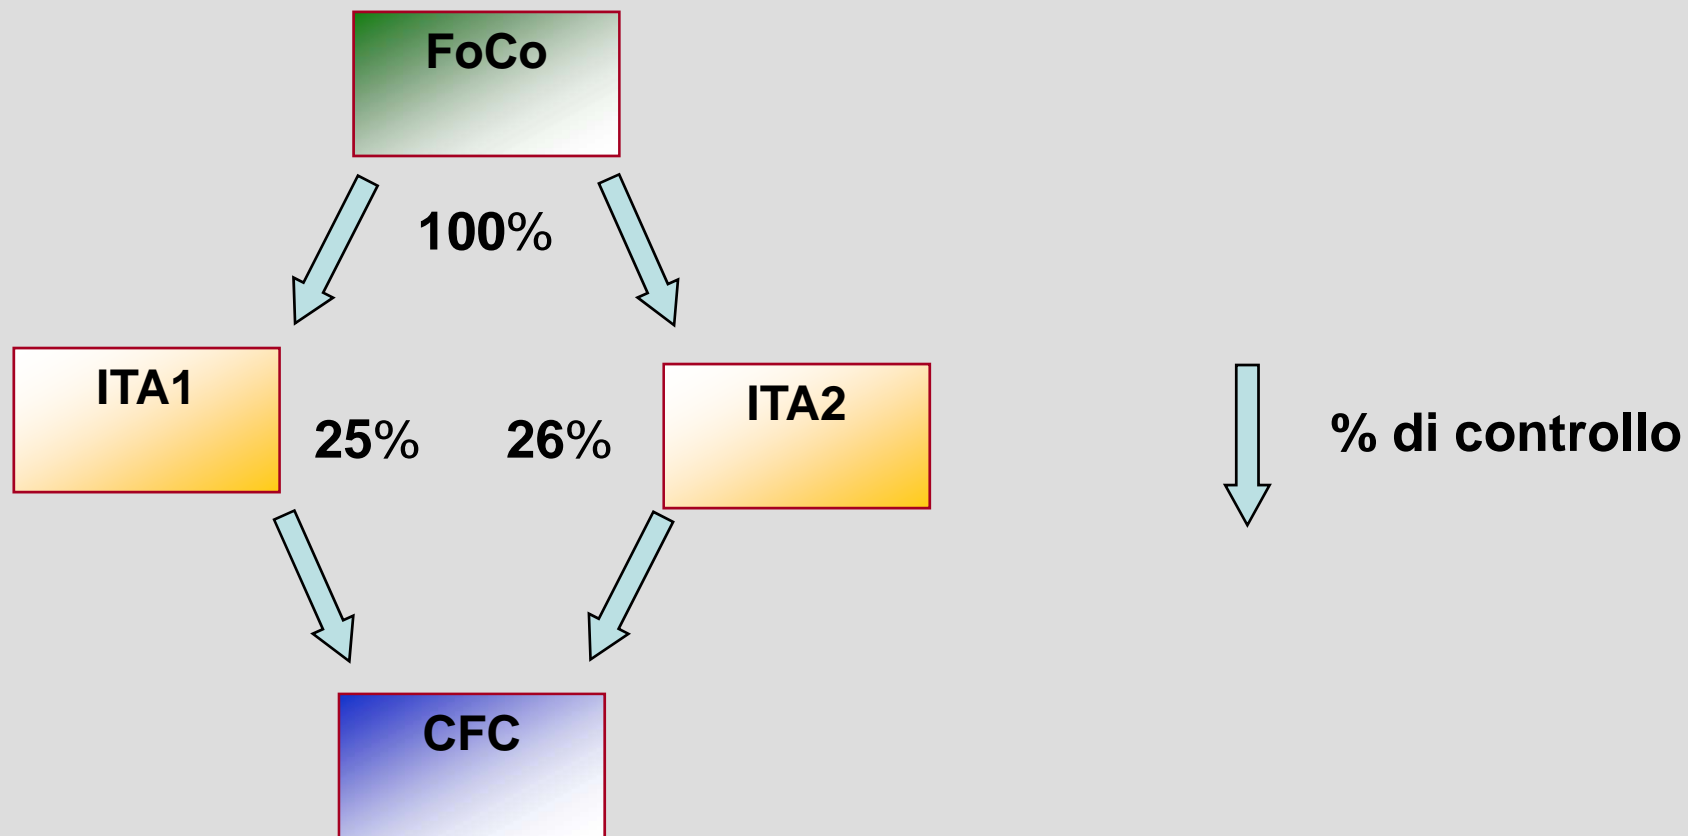 FoCo
100%
ITA1
ITA2
25%
26%
% di controllo
CFC